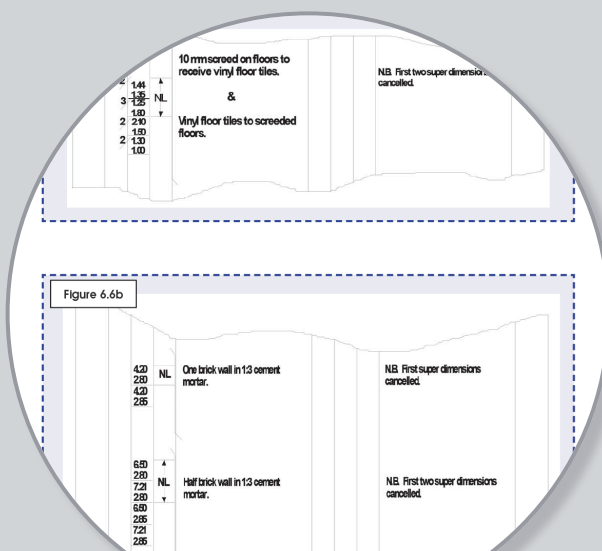 10 mm screed on floors to
receive vinyl floor tiles.
&
Vinyl floor tiles to screeded
floors.
2
1.44
3
1.25
NL
1.80
2
2.10
1.50
2
1.30
1.00
N.B. First two super dimensions
cancelled.
Figure 6.6b
4.20
2.80
4.20
2.85
NL
One brick wall in 1:3 cement
mortar.
N.B. First super dimensions
cancelled.
6.50
2.80
7.21
2.80
6.50
2.85
7.21
2.85
NL
Half brick wall in 1:3 cement
mortar.
N.B. First two super dimensions
cancelled.